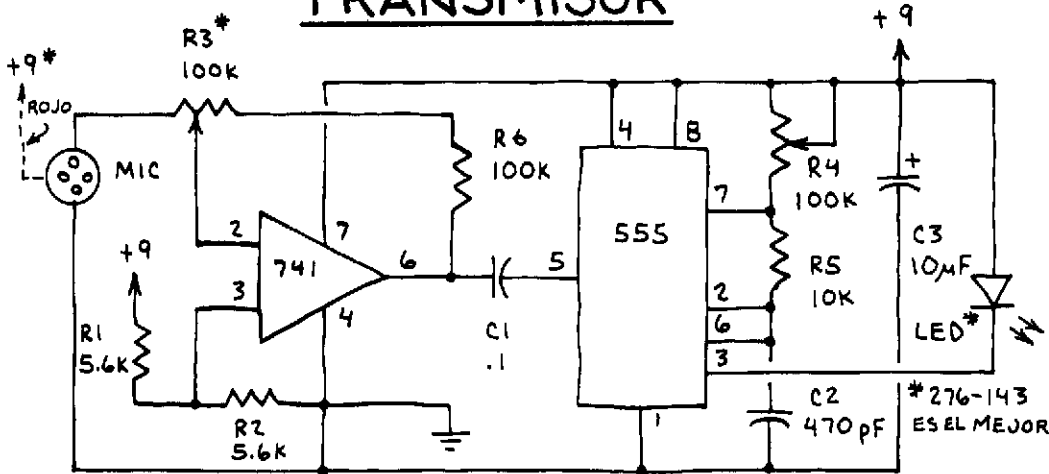 TRANSMISOR
+9*
ROJO
MIC
R3*
100K
R6
100K
+9
R1
5.6K
R2
5.6K
2
3
741
7
6
4
C1
.1
5
555
4
8
7
2
6
3
1
R4
100K
R5
10K
C2
470pF
+9
+
C3
10µF
LED*
*276-143
ES EL MEJOR